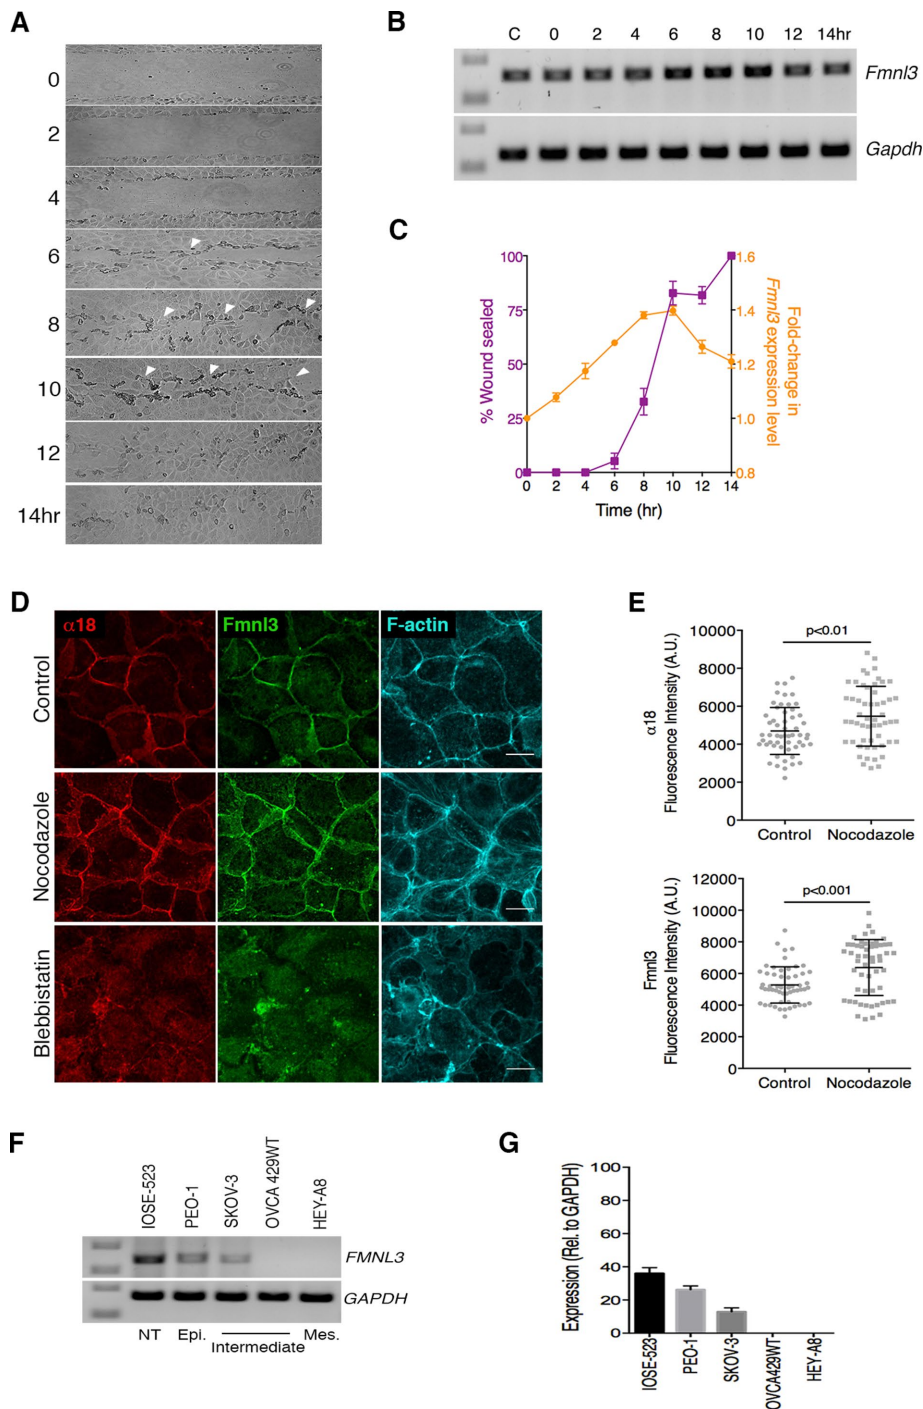 A
0
2
4
6
8
10
12
14hr
B
C 0 2 4 6 8 10 12 14hr
Fmnl3
Gapdh
C
% Wound sealed
100
75
50
25
0
1.6
1.4
1.2
1.0
0.8
Fold-change in
Fmnl3 expression level
0 2 4 6 8 10 12 14
Time (hr)
D
α18 Fmnl3 F-actin
Control
Nocodazole
Blebbistatin
E
p<0.01
α18
Fluorescence Intensity (A.U.)
10000
8000
6000
4000
2000
0
Control Nocodazole
p<0.001
Fmnl3
Fluorescence Intensity (A.U.)
12000
10000
8000
6000
4000
2000
0
Control Nocodazole
F
IOSE-523
PEO-1
SKOV-3
OVCA 429WT
HEY-A8
FMNL3
GAPDH
NT Epi. Intermediate Mes.
G
Expression (Rel. to GAPDH)
100
80
60
40
20
0
IOSE-523
PEO-1
SKOV-3
OVCA429WT
HEY-A8